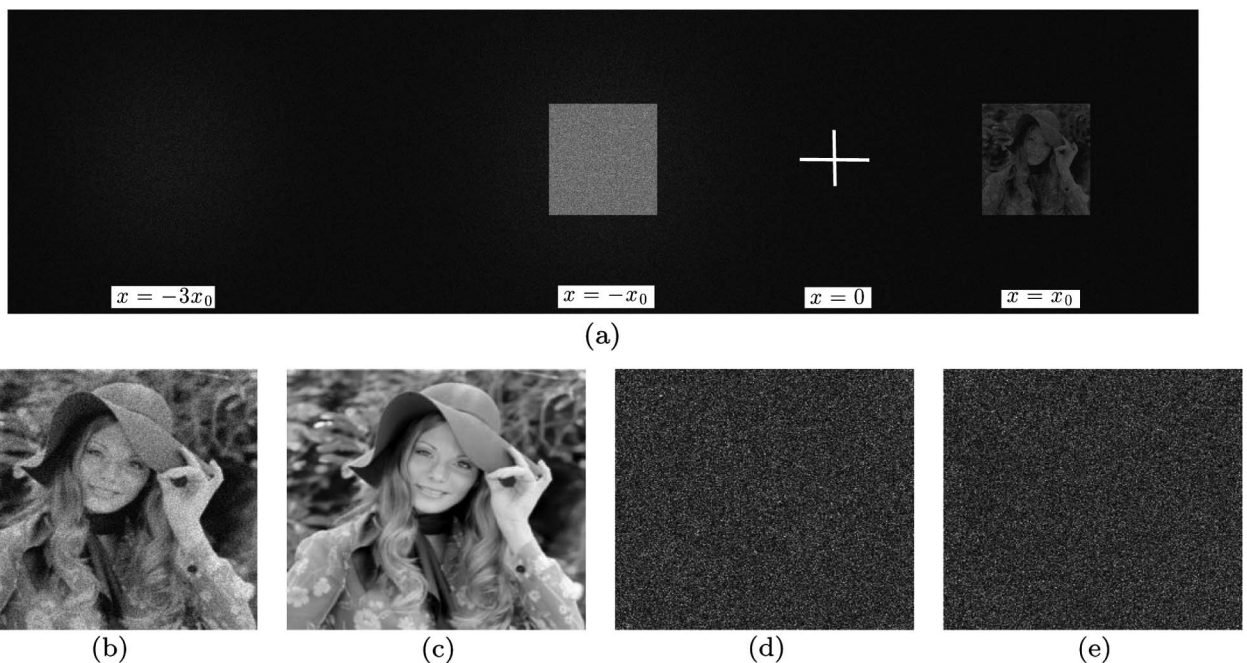 x = −3x₀
x = −x₀
x = 0
x = x₀
(a)
(b)
(c)
(d)
(e)